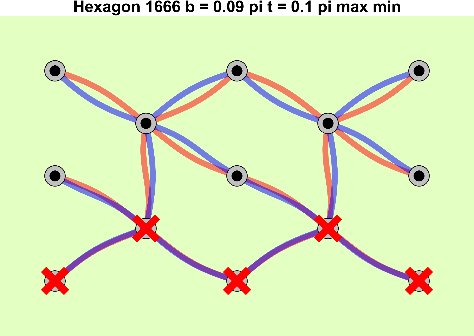 Hexagon 1666 b = 0.09 pi t = 0.1 pi max min